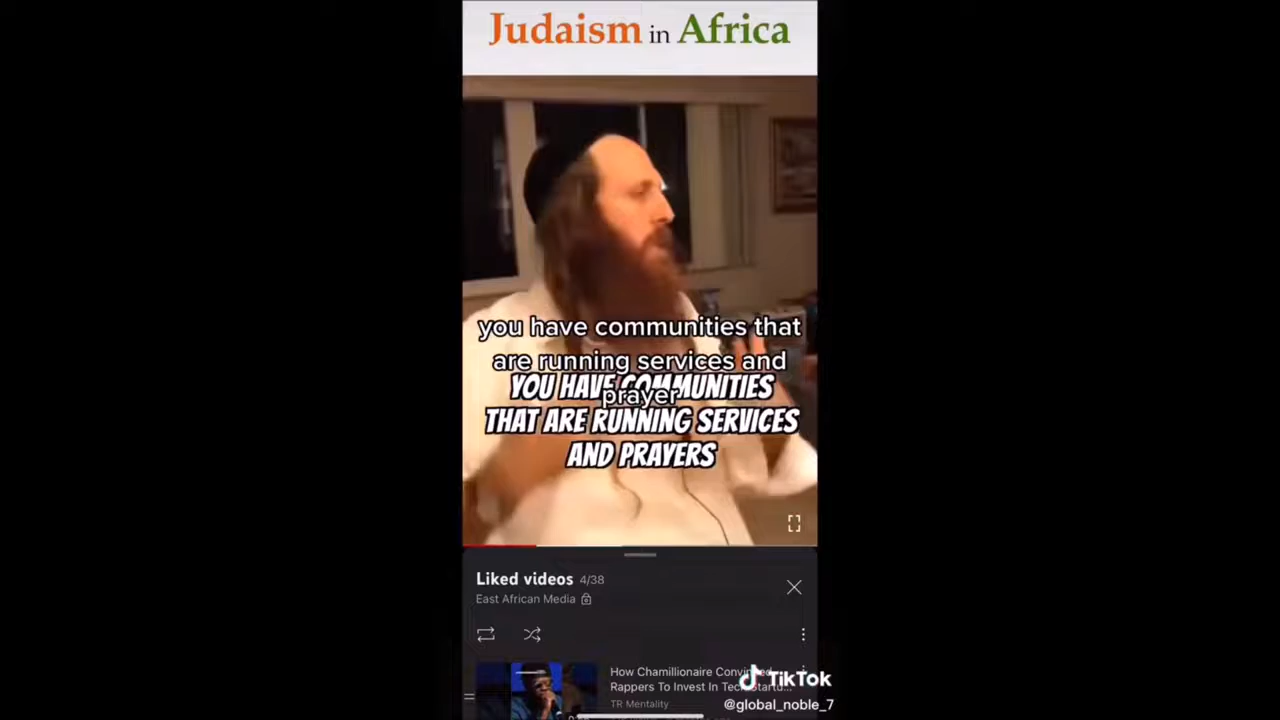 Judaism in Africa
you have communities that
are running services and
prayer
YOU HAVE COMMUNITIES
THAT ARE RUNNING SERVICES
AND PRAYERS
Liked videos 4/38
East African Media
How Chamillionaire Convinced
Rappers To Invest In Tech Startu...
TR Mentality
TikTok
@global_noble_7